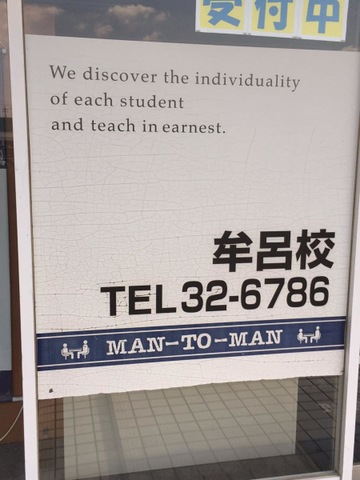 受付中
We discover the individuality
of each student
and teach in earnest.
牟呂校
TEL32-6786
MAN-TO-MAN